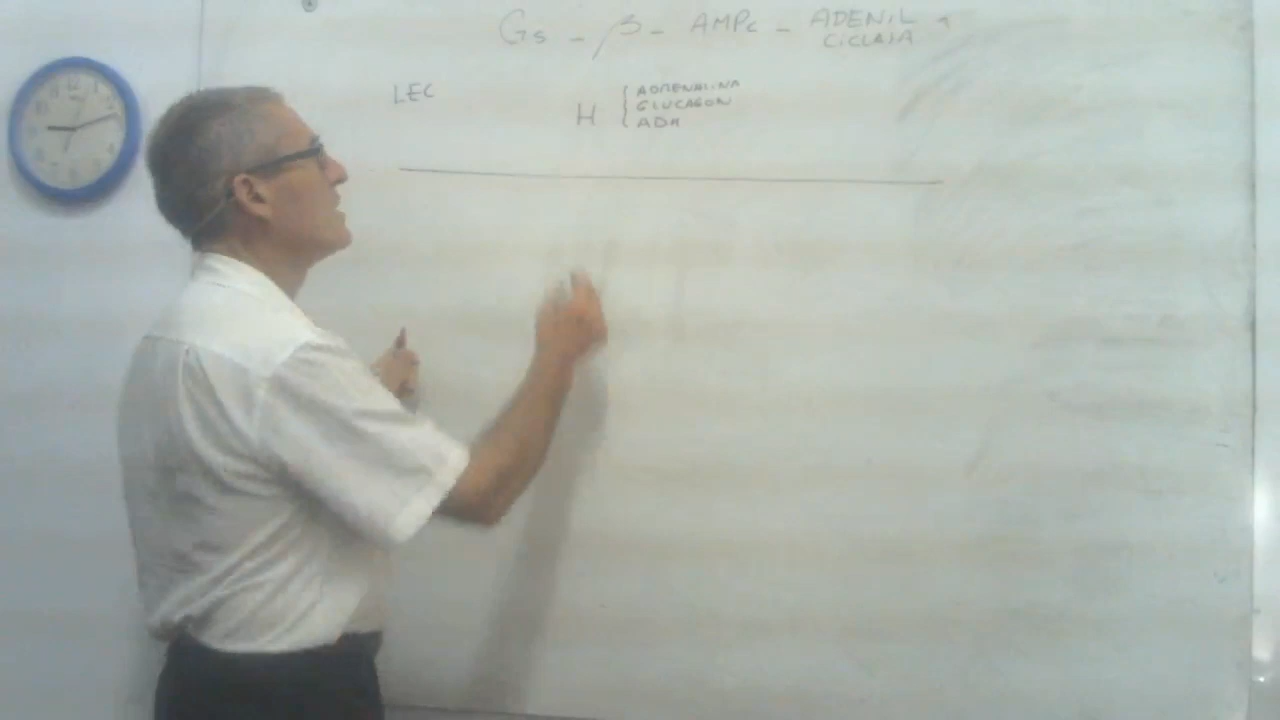 Gs - β - AMPc - ADENIL
CICLASA
LEC
H { ADRENALINA
GLUCAGON
ADH